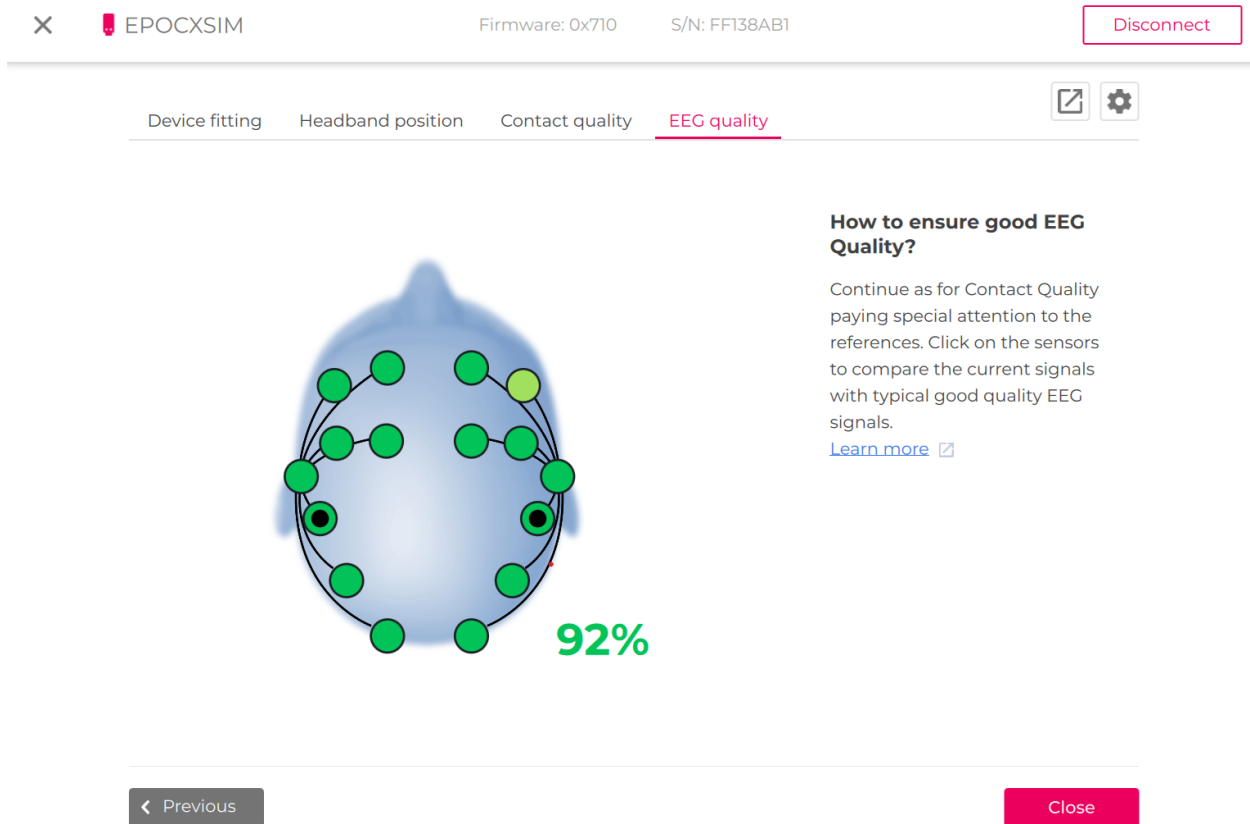 EPOCXSIM
Firmware: 0x710
S/N: FF138AB1
Disconnect
Device fitting
Headband position
Contact quality
EEG quality
How to ensure good EEG
Quality?
Continue as for Contact Quality
paying special attention to the
references. Click on the sensors
to compare the current signals
with typical good quality EEG
signals.
Learn more
92%
Previous
Close